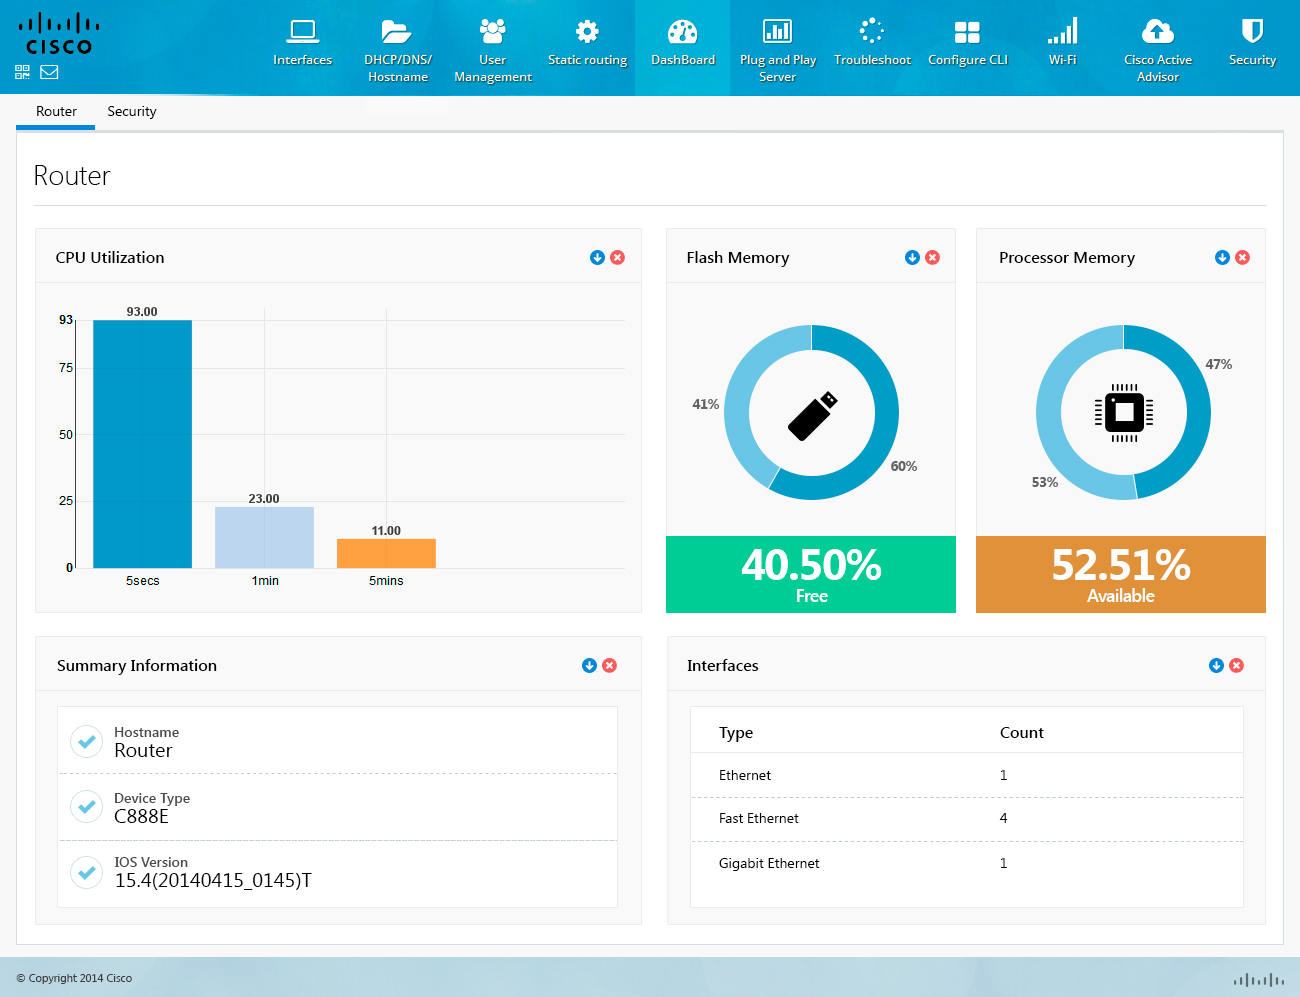 CISCO
Interfaces
DHCP/DNS/
Hostname
User
Management
Static routing
DashBoard
Plug and Play
Server
Troubleshoot
Configure CLI
Wi-Fi
Cisco Active
Advisor
Security
Router
Security
Router
CPU Utilization
93.00
93
75
50
25
0
23.00
11.00
5secs
1min
5mins
Flash Memory
41%
60%
40.50%
Free
Processor Memory
47%
53%
52.51%
Available
Summary Information
Hostname
Router
Device Type
C888E
IOS Version
15.4(20140415_0145)T
Interfaces
Type Count
Ethernet 1
Fast Ethernet 4
Gigabit Ethernet 1
© Copyright 2014 Cisco